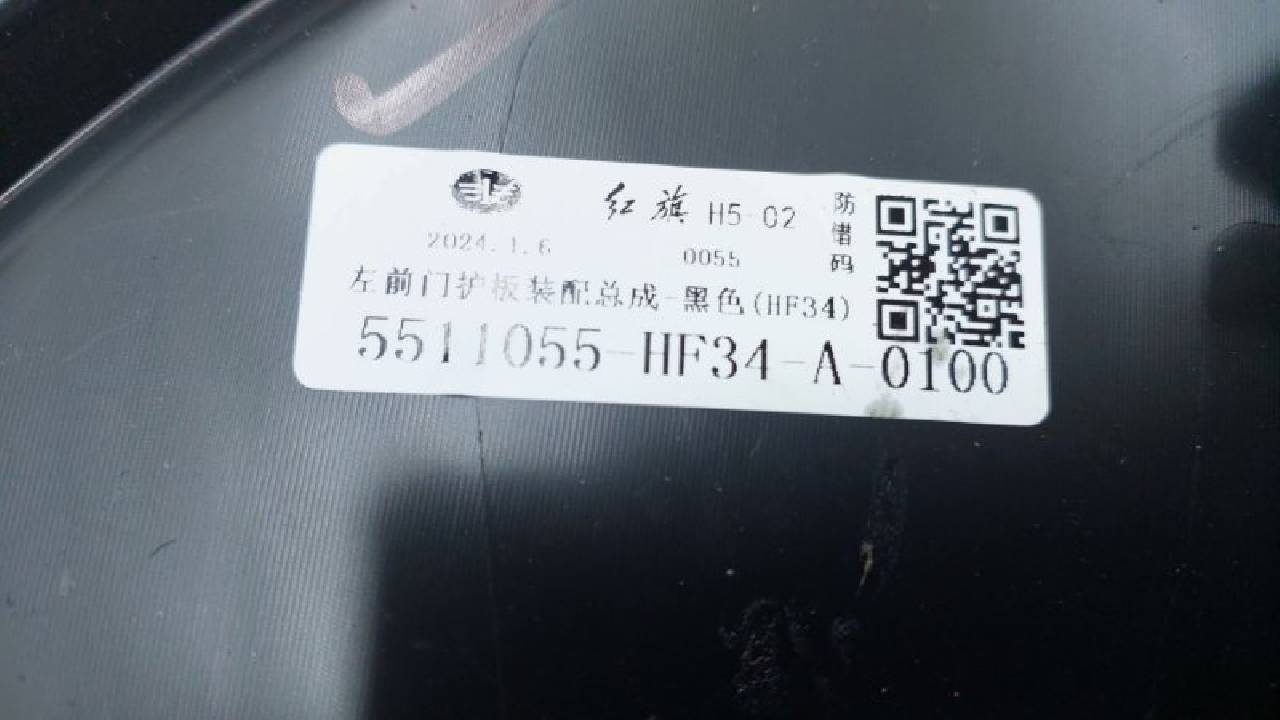 红旗 H5-02
2024.1.6 0055
防错码
左前门护板装配总成-黑色(HF34)
5511055-HF34-A-0100